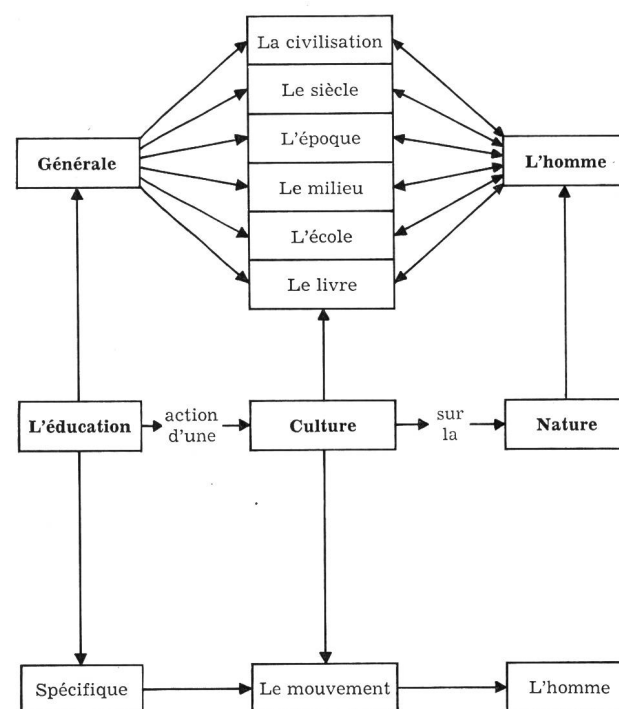 La civilisation
Le siècle
L'époque
Générale
L'homme
Le milieu
L'école
Le livre
L'éducation
action
d'une
Culture
sur
la
Nature
Spécifique
Le mouvement
L'homme